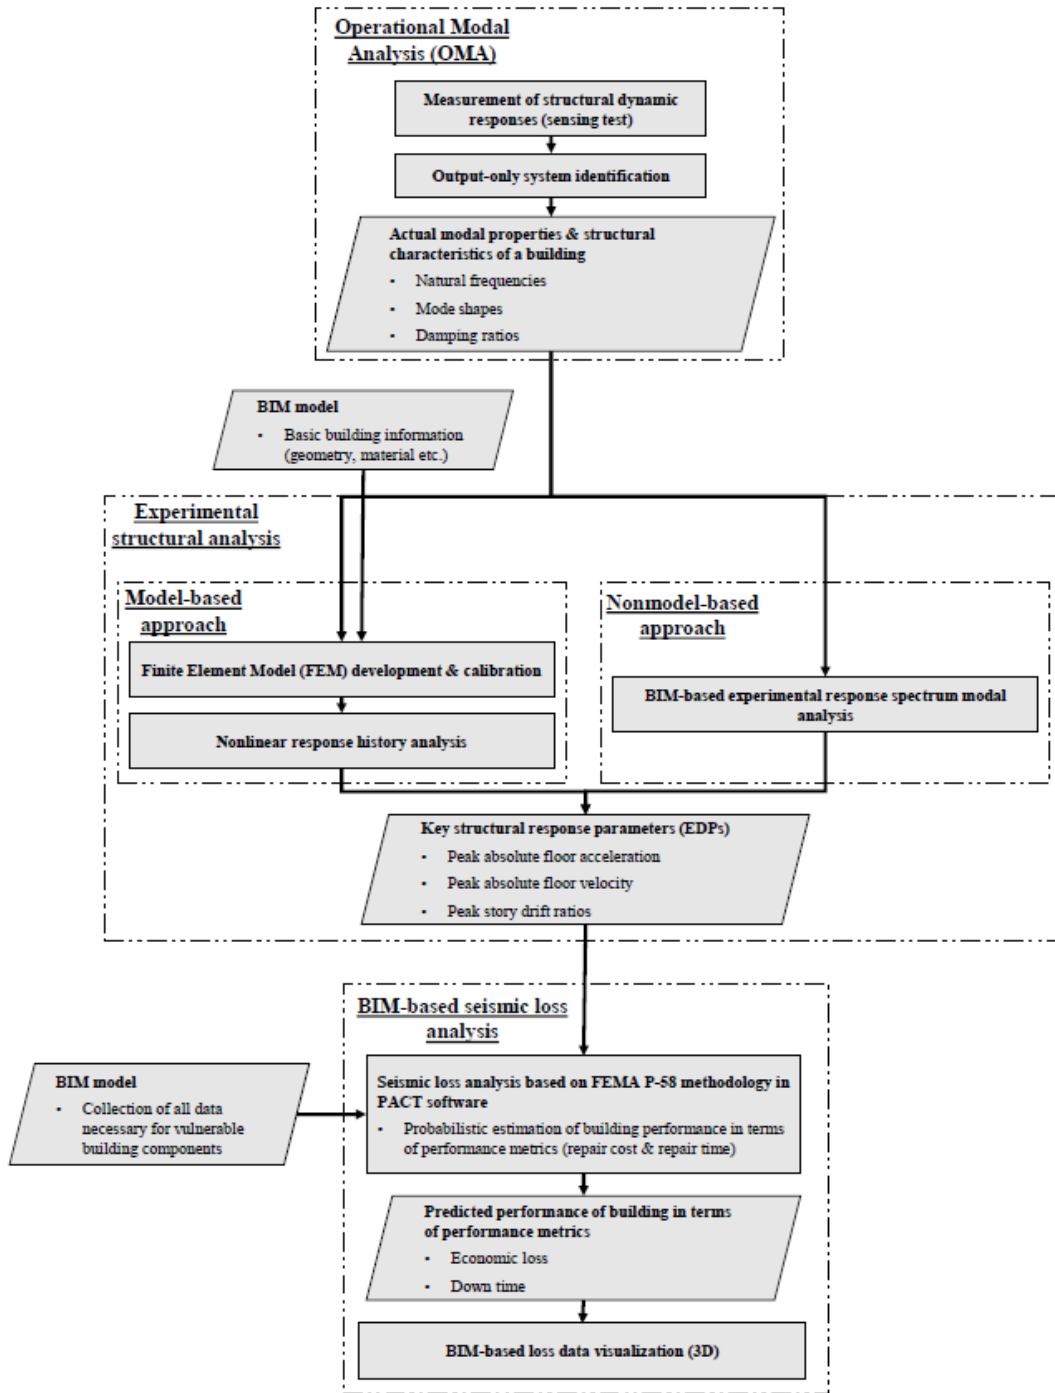 Operational Modal
Analysis (OMA)
Measurement of structural dynamic
responses (sensing test)
Output-only system identification
Actual modal properties & structural
characteristics of a building
▪ Natural frequencies
▪ Mode shapes
▪ Damping ratios
BIM model
▪ Basic building information
(geometry, material etc.)
Experimental
structural analysis
Model-based
approach
Finite Element Model (FEM) development & calibration
Nonlinear response history analysis
Nonmodel-based
approach
BIM-based experimental response spectrum modal
analysis
Key structural response parameters (EDPs)
▪ Peak absolute floor acceleration
▪ Peak absolute floor velocity
▪ Peak story drift ratios
BIM-based seismic loss
analysis
BIM model
▪ Collection of all data
necessary for vulnerable
building components
Seismic loss analysis based on FEMA P-58 methodology in
PACT software
▪ Probabilistic estimation of building performance in terms
of performance metrics (repair cost & repair time)
Predicted performance of building in terms
of performance metrics
▪ Economic loss
▪ Down time
BIM-based loss data visualization (3D)